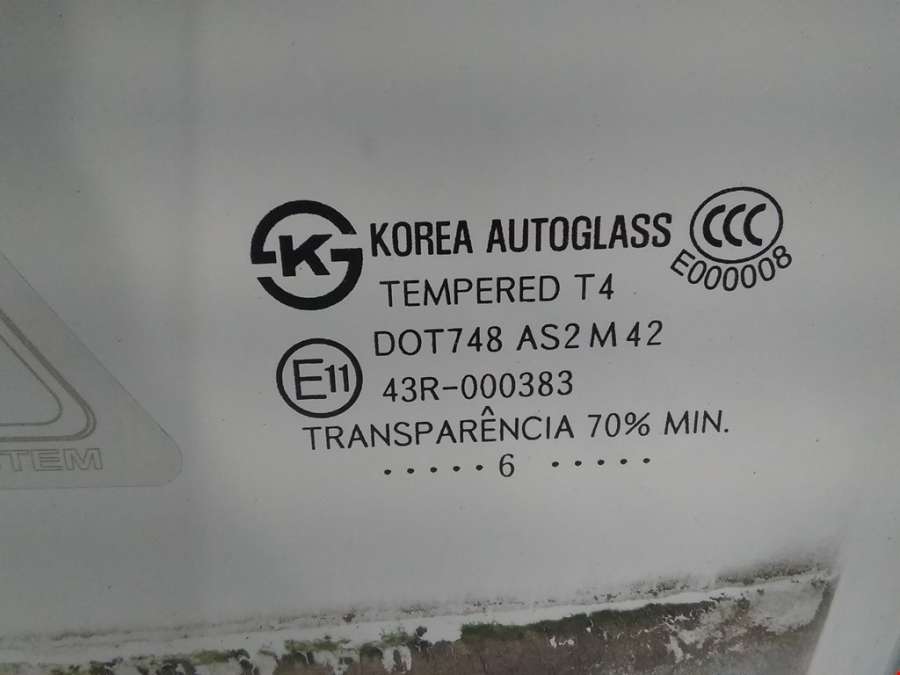 K KOREA AUTOGLASS
CCC
E000008
TEMPERED T4
DOT748 AS2 M 42
E11
43R-000383
TRANSPARÊNCIA 70% MIN.
.....6 .....